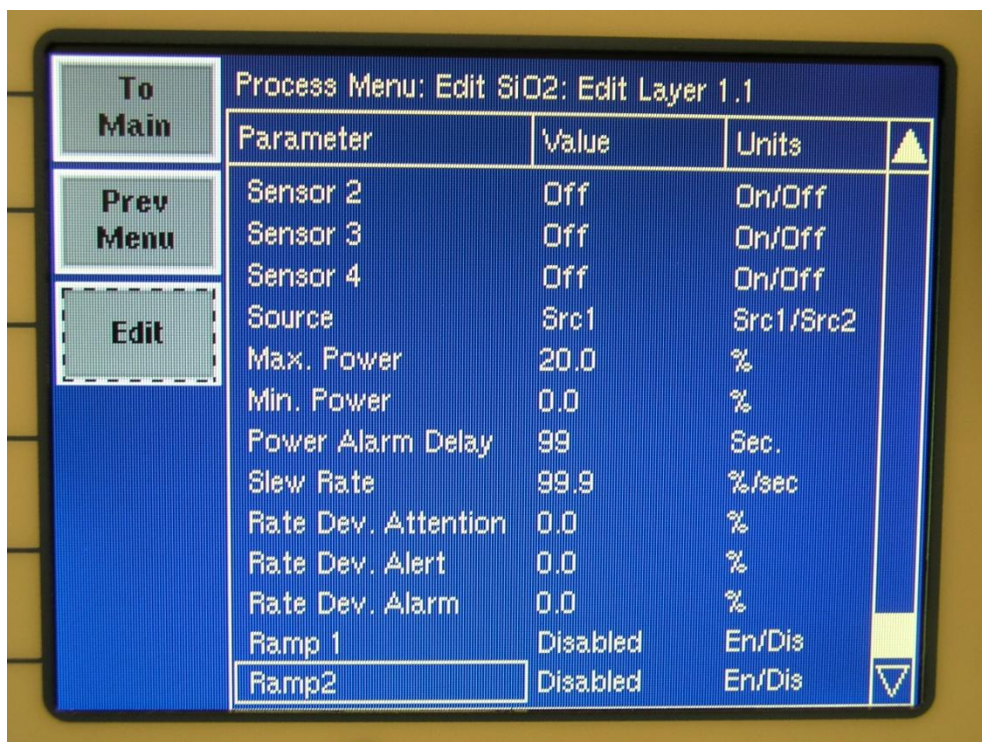 To
Main
Prev
Menu
Edit
Process Menu: Edit SiO2: Edit Layer 1.1
Parameter Value Units
Sensor 2 Off On/Off
Sensor 3 Off On/Off
Sensor 4 Off On/Off
Source Src1 Src1/Src2
Max. Power 20.0 %
Min. Power 0.0 %
Power Alarm Delay 99 Sec.
Slew Rate 99.9 %/sec
Rate Dev. Attention 0.0 %
Rate Dev. Alert 0.0 %
Rate Dev. Alarm 0.0 %
Ramp 1 Disabled En/Dis
Ramp2 Disabled En/Dis